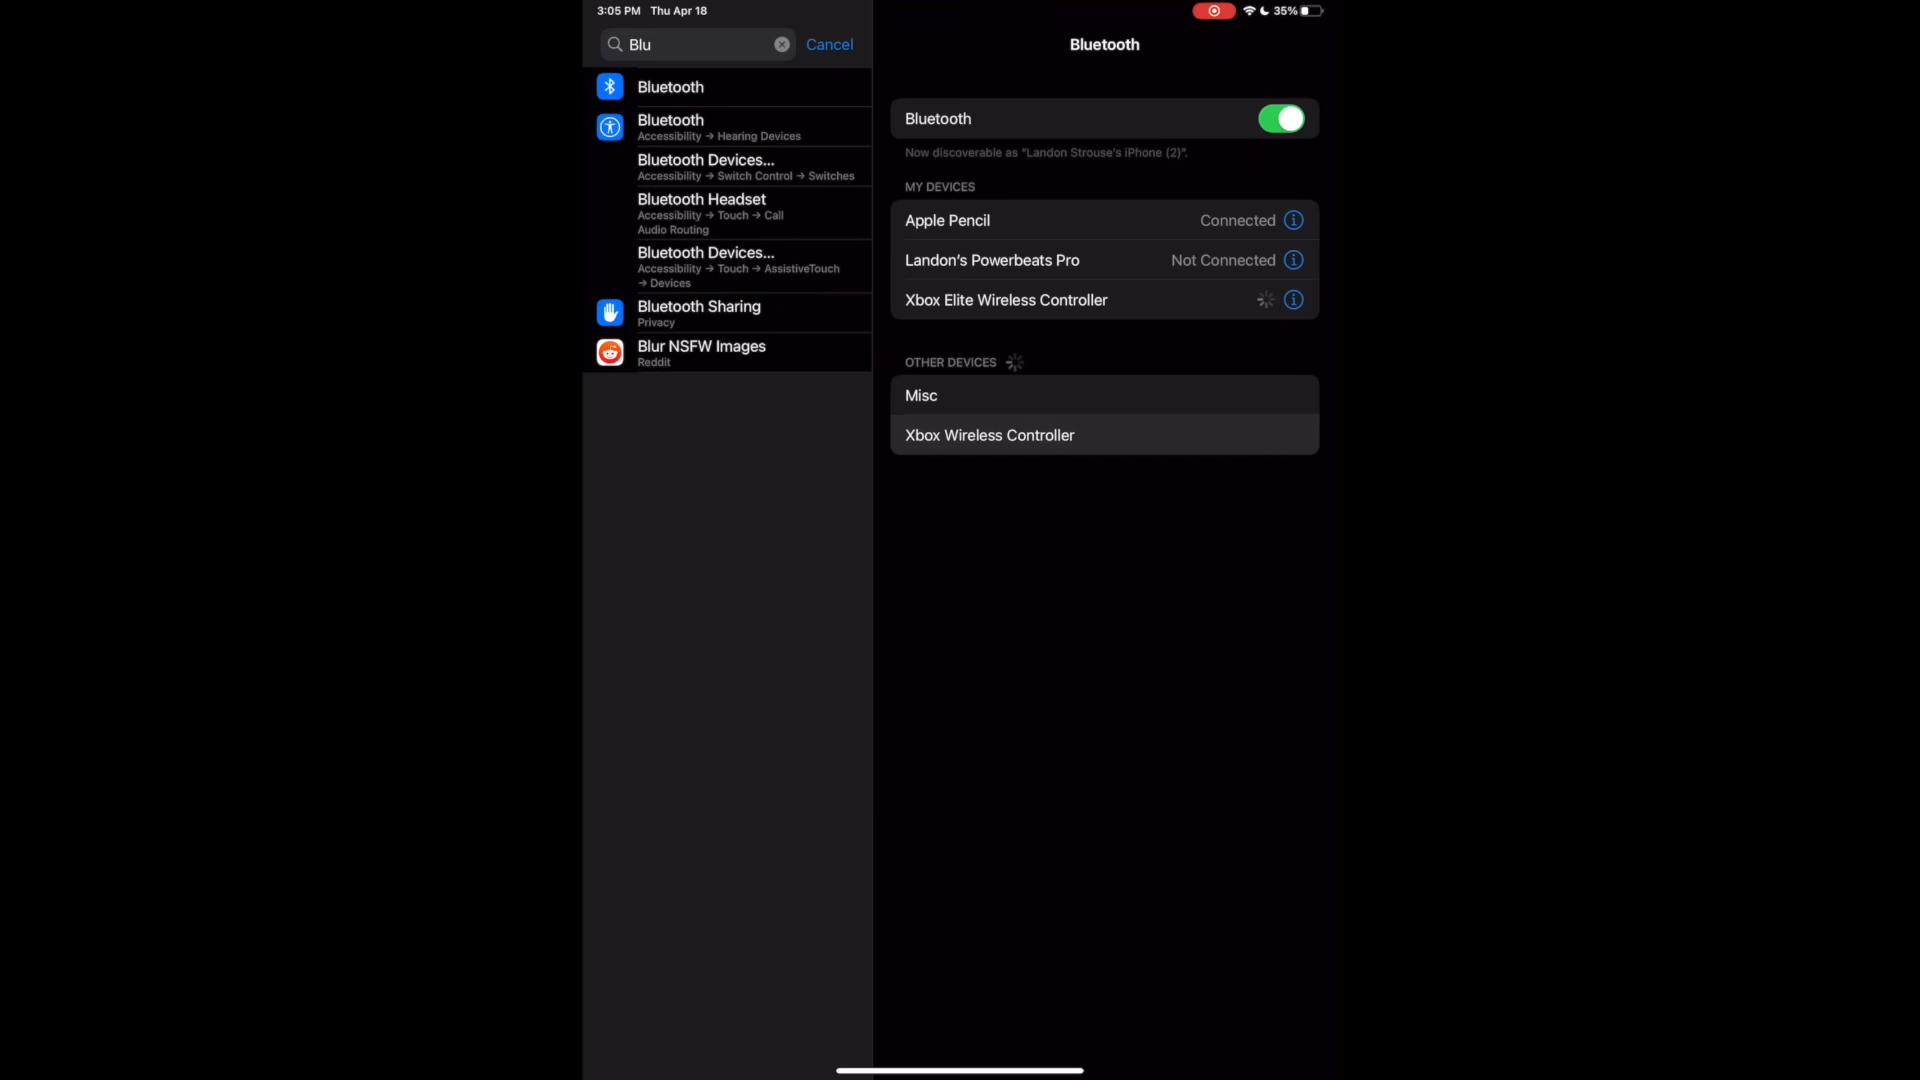 3:05 PM Thu Apr 18
35%
Blu
Cancel
Bluetooth
Bluetooth
Accessibility → Hearing Devices
Bluetooth Devices...
Accessibility → Switch Control → Switches
Bluetooth Headset
Accessibility → Touch → Call
Audio Routing
Bluetooth Devices...
Accessibility → Touch → AssistiveTouch
→ Devices
Bluetooth Sharing
Privacy
Blur NSFW Images
Reddit
Bluetooth
Bluetooth
Now discoverable as “Landon Strouse's iPhone (2)”.
MY DEVICES
Apple Pencil Connected
Landon’s Powerbeats Pro Not Connected
Xbox Elite Wireless Controller
OTHER DEVICES
Misc
Xbox Wireless Controller